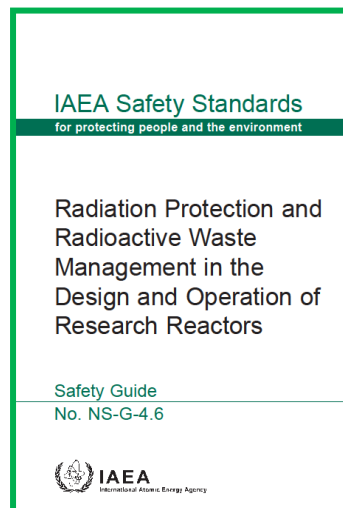 IAEA Safety Standards
for protecting people and the environment
Radiation Protection and
Radioactive Waste
Management in the
Design and Operation of
Research Reactors
Safety Guide
No. NS-G-4.6
IAEA
International Atomic Energy Agency